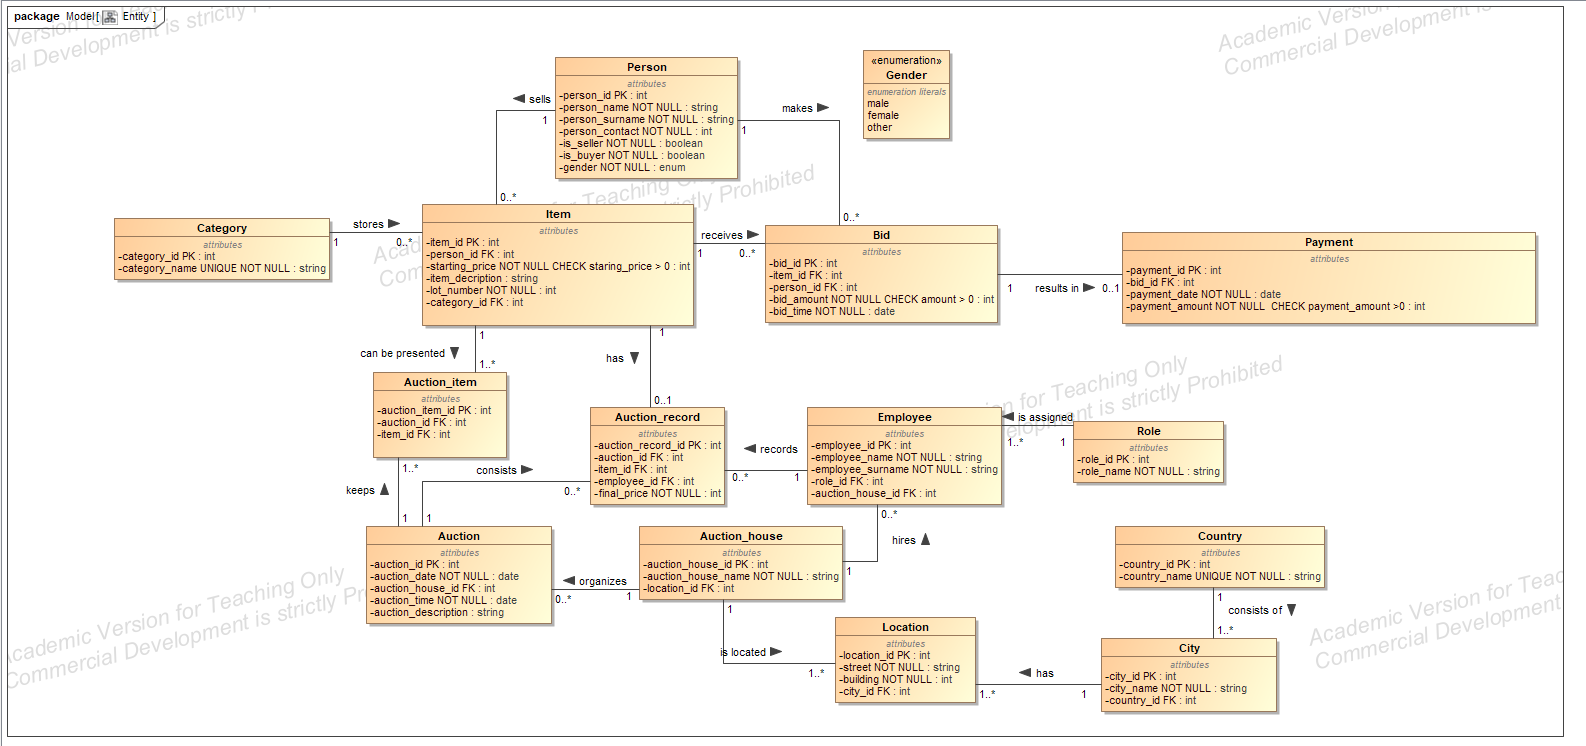 package Model[ Entity ]
Academic Version for Teaching Only
Commercial Development is strictly Prohibited
Person
attributes
-person_id PK : int
-person_name NOT NULL : string
-person_surname NOT NULL : string
-person_contact NOT NULL : int
-is_seller NOT NULL : boolean
-is_buyer NOT NULL : boolean
-gender NOT NULL : enum
«enumeration»
Gender
enumeration literals
male
female
other
sells
1
0..*
makes
1
0..*
Category
attributes
-category_id PK : int
-category_name UNIQUE NOT NULL : string
stores
1
0..*
Item
attributes
-item_id PK : int
-person_id FK : int
-starting_price NOT NULL CHECK staring_price > 0 : int
-item_decription : string
-lot_number NOT NULL : int
-category_id FK : int
receives
1
0..*
Bid
attributes
-bid_id PK : int
-item_id FK : int
-person_id FK : int
-bid_amount NOT NULL CHECK amount > 0 : int
-bid_time NOT NULL : date
1
results in
0..1
Payment
attributes
-payment_id PK : int
-bid_id FK : int
-payment_date NOT NULL : date
-payment_amount NOT NULL CHECK payment_amount >0 : int
can be presented
1
1..*
has
1
0..1
Auction_item
attributes
-auction_item_id PK : int
-auction_id FK : int
-item_id FK : int
Auction_record
attributes
-auction_record_id PK : int
-auction_id FK : int
-item_id FK : int
-employee_id FK : int
-final_price NOT NULL : int
records
0..*
1
Employee
attributes
-employee_id PK : int
-employee_name NOT NULL : string
-employee_surname NOT NULL : string
-role_id FK : int
-auction_house_id FK : int
is assigned
1..*
1
Role
attributes
-role_id PK : int
-role_name NOT NULL : string
1..*
keeps
1
consists
0..*
1
Auction
attributes
-auction_id PK : int
-auction_date NOT NULL : date
-auction_house_id FK : int
-auction_time NOT NULL : date
-auction_description : string
organizes
0..*
1
Auction_house
attributes
-auction_house_id PK : int
-auction_house_name NOT NULL : string
-location_id FK : int
0..*
hires
1
Country
attributes
-country_id PK : int
-country_name UNIQUE NOT NULL : string
1
consists of
1..*
1
is located
1..*
Location
attributes
-location_id PK : int
-street NOT NULL : string
-building NOT NULL : int
-city_id FK : int
has
1..*
1
City
attributes
-city_id PK : int
-city_name NOT NULL : string
-country_id FK : int